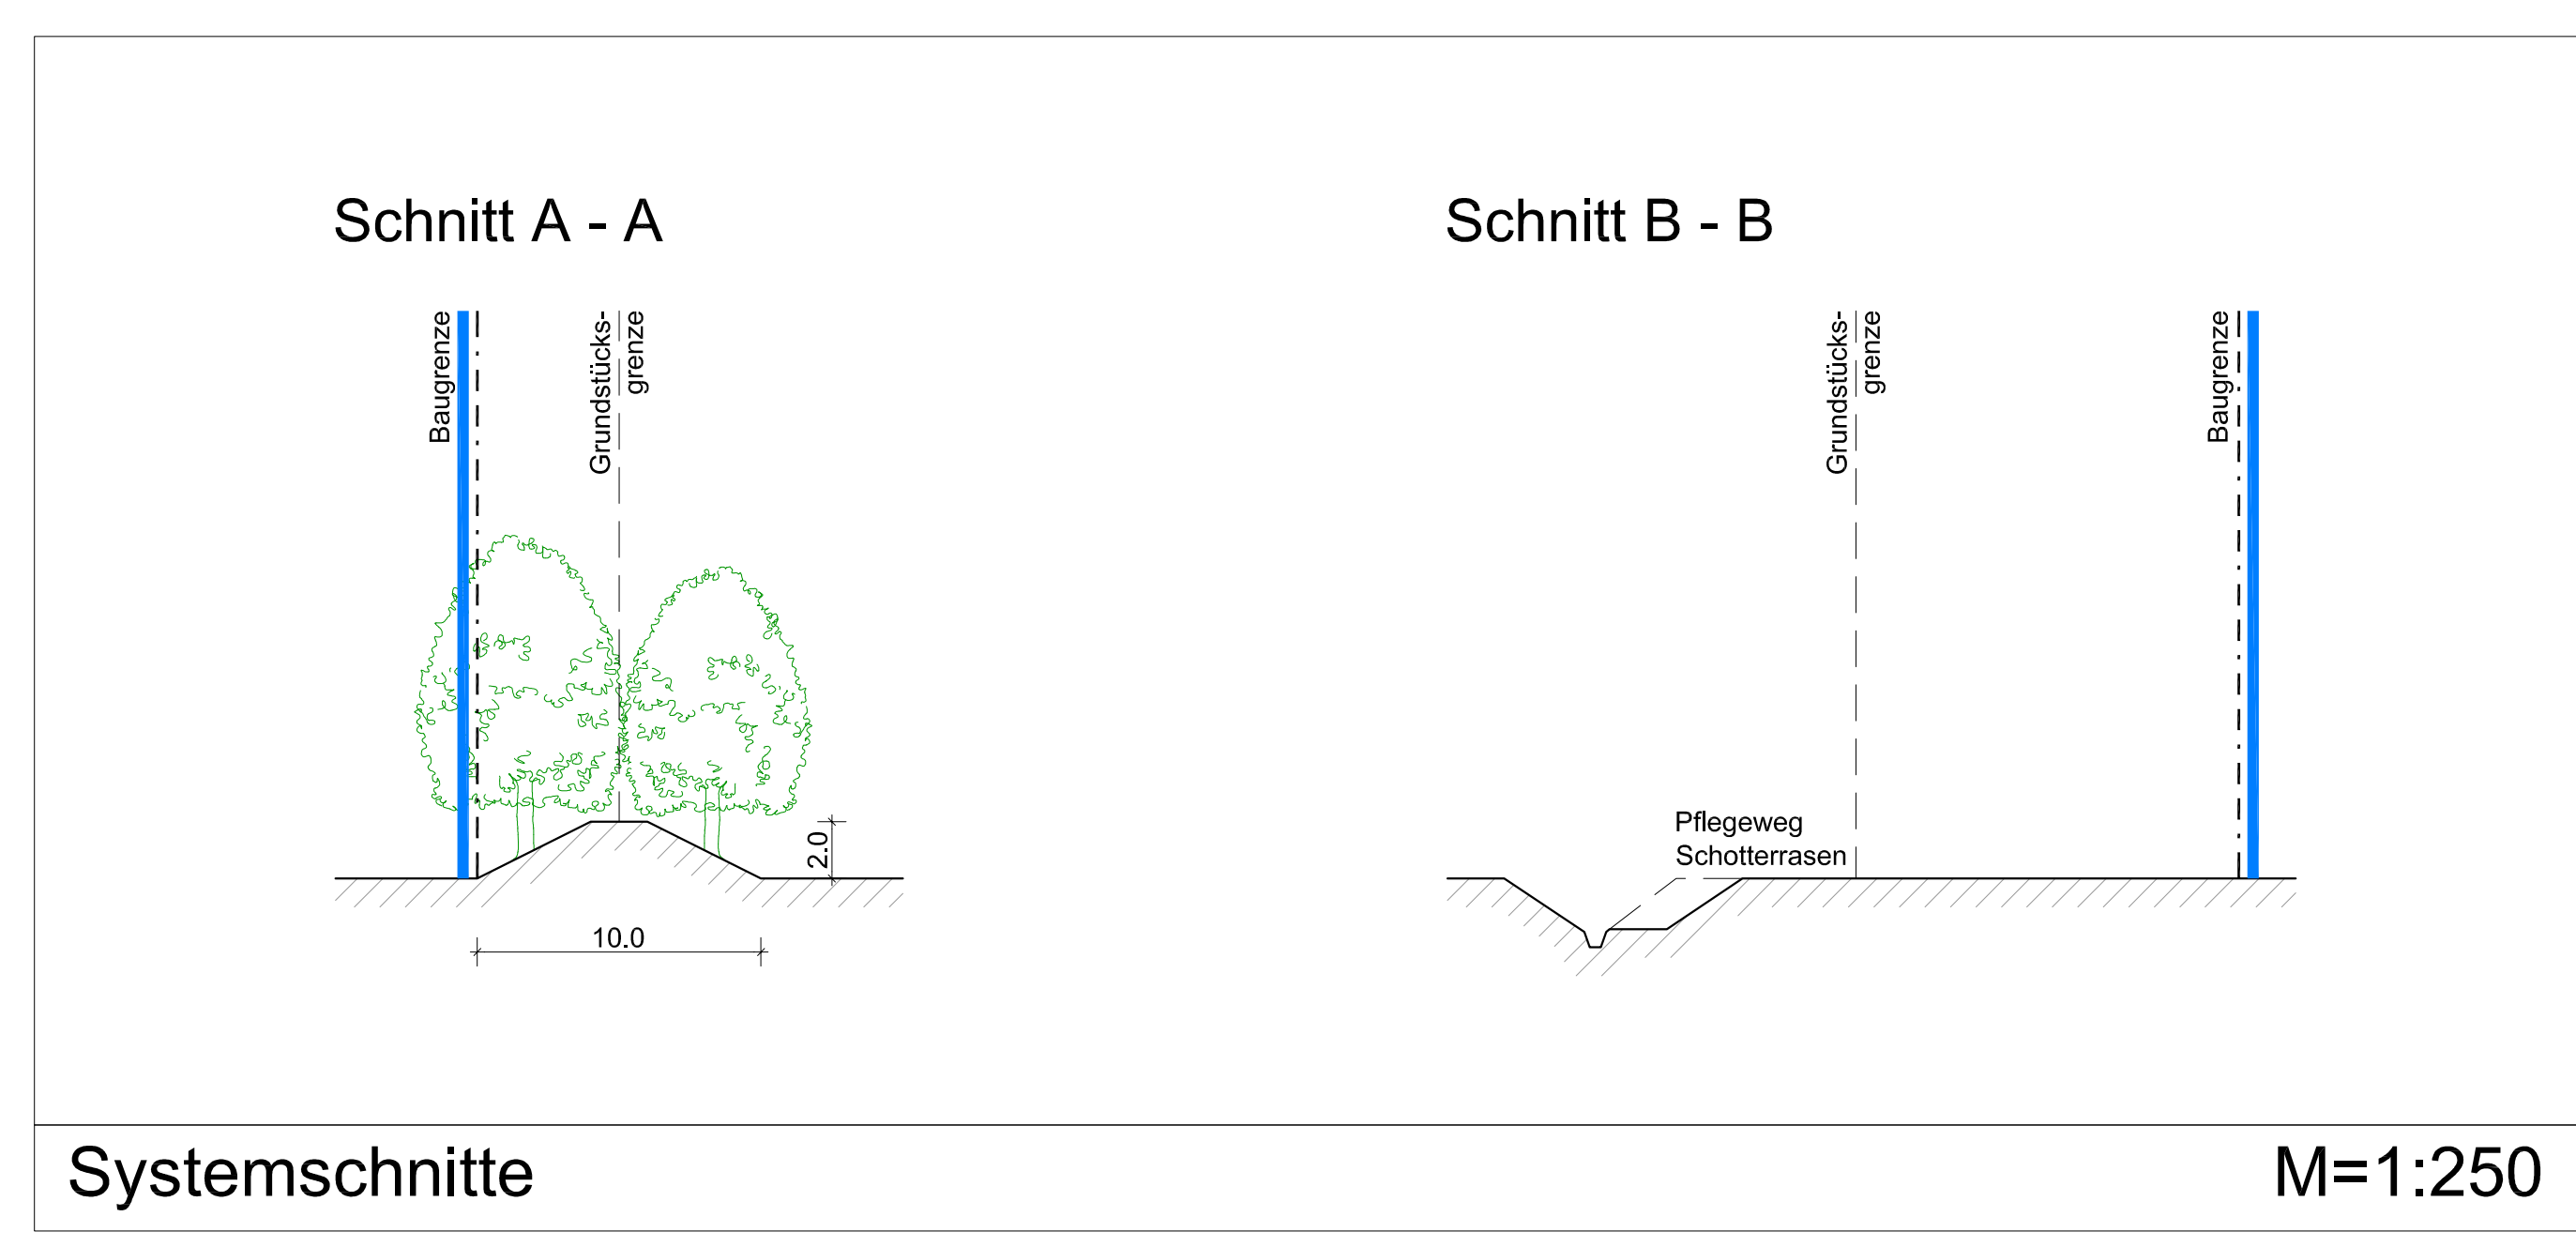 Schnitt A - A
Schnitt B - B
Baugrenze
Grundstücks-
grenze
Grundstücks-
grenze
Baugrenze
2.0
10.0
Pflegeweg
Schotterrasen
Systemschnitte
M=1:250